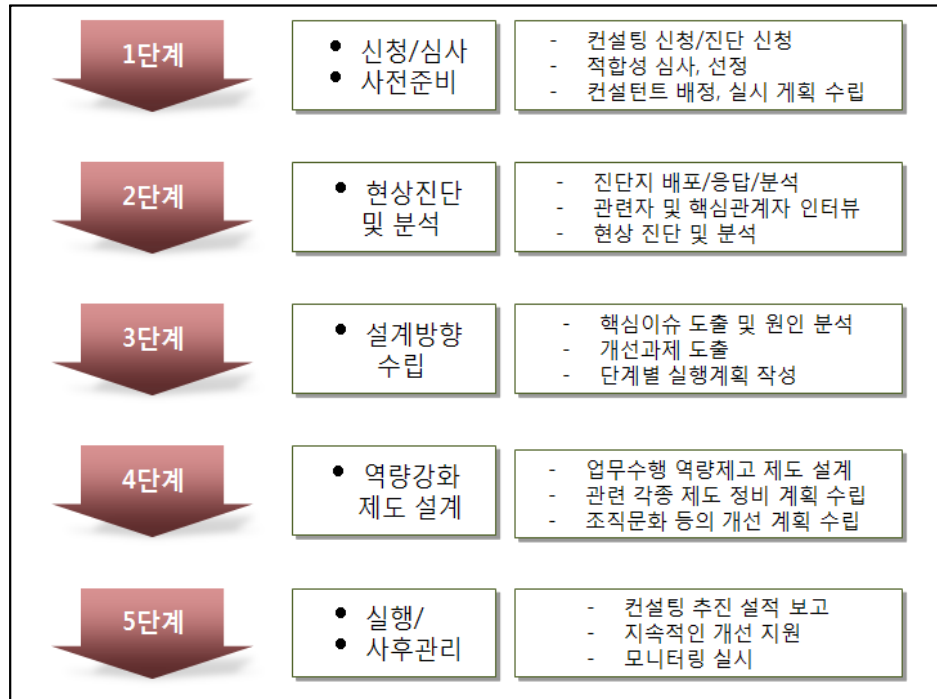 1단계
• 신청/심사
• 사전준비
- 컨설팅 신청/진단 신청
- 적합성 심사, 선정
- 컨설턴트 배정, 실시 게획 수립
2단계
• 현상진단
및 분석
- 진단지 배포/응답/분석
- 관련자 및 핵심관계자 인터뷰
- 현상 진단 및 분석
3단계
• 설계방향
수립
- 핵심이슈 도출 및 원인 분석
- 개선과제 도출
- 단계별 실행계획 작성
4단계
• 역량강화
제도 설계
- 업무수행 역량제고 제도 설계
- 관련 각종 제도 정비 계획 수립
- 조직문화 등의 개선 계획 수립
5단계
• 실행/
• 사후관리
- 컨설팅 추진 설적 보고
- 지속적인 개선 지원
- 모니터링 실시